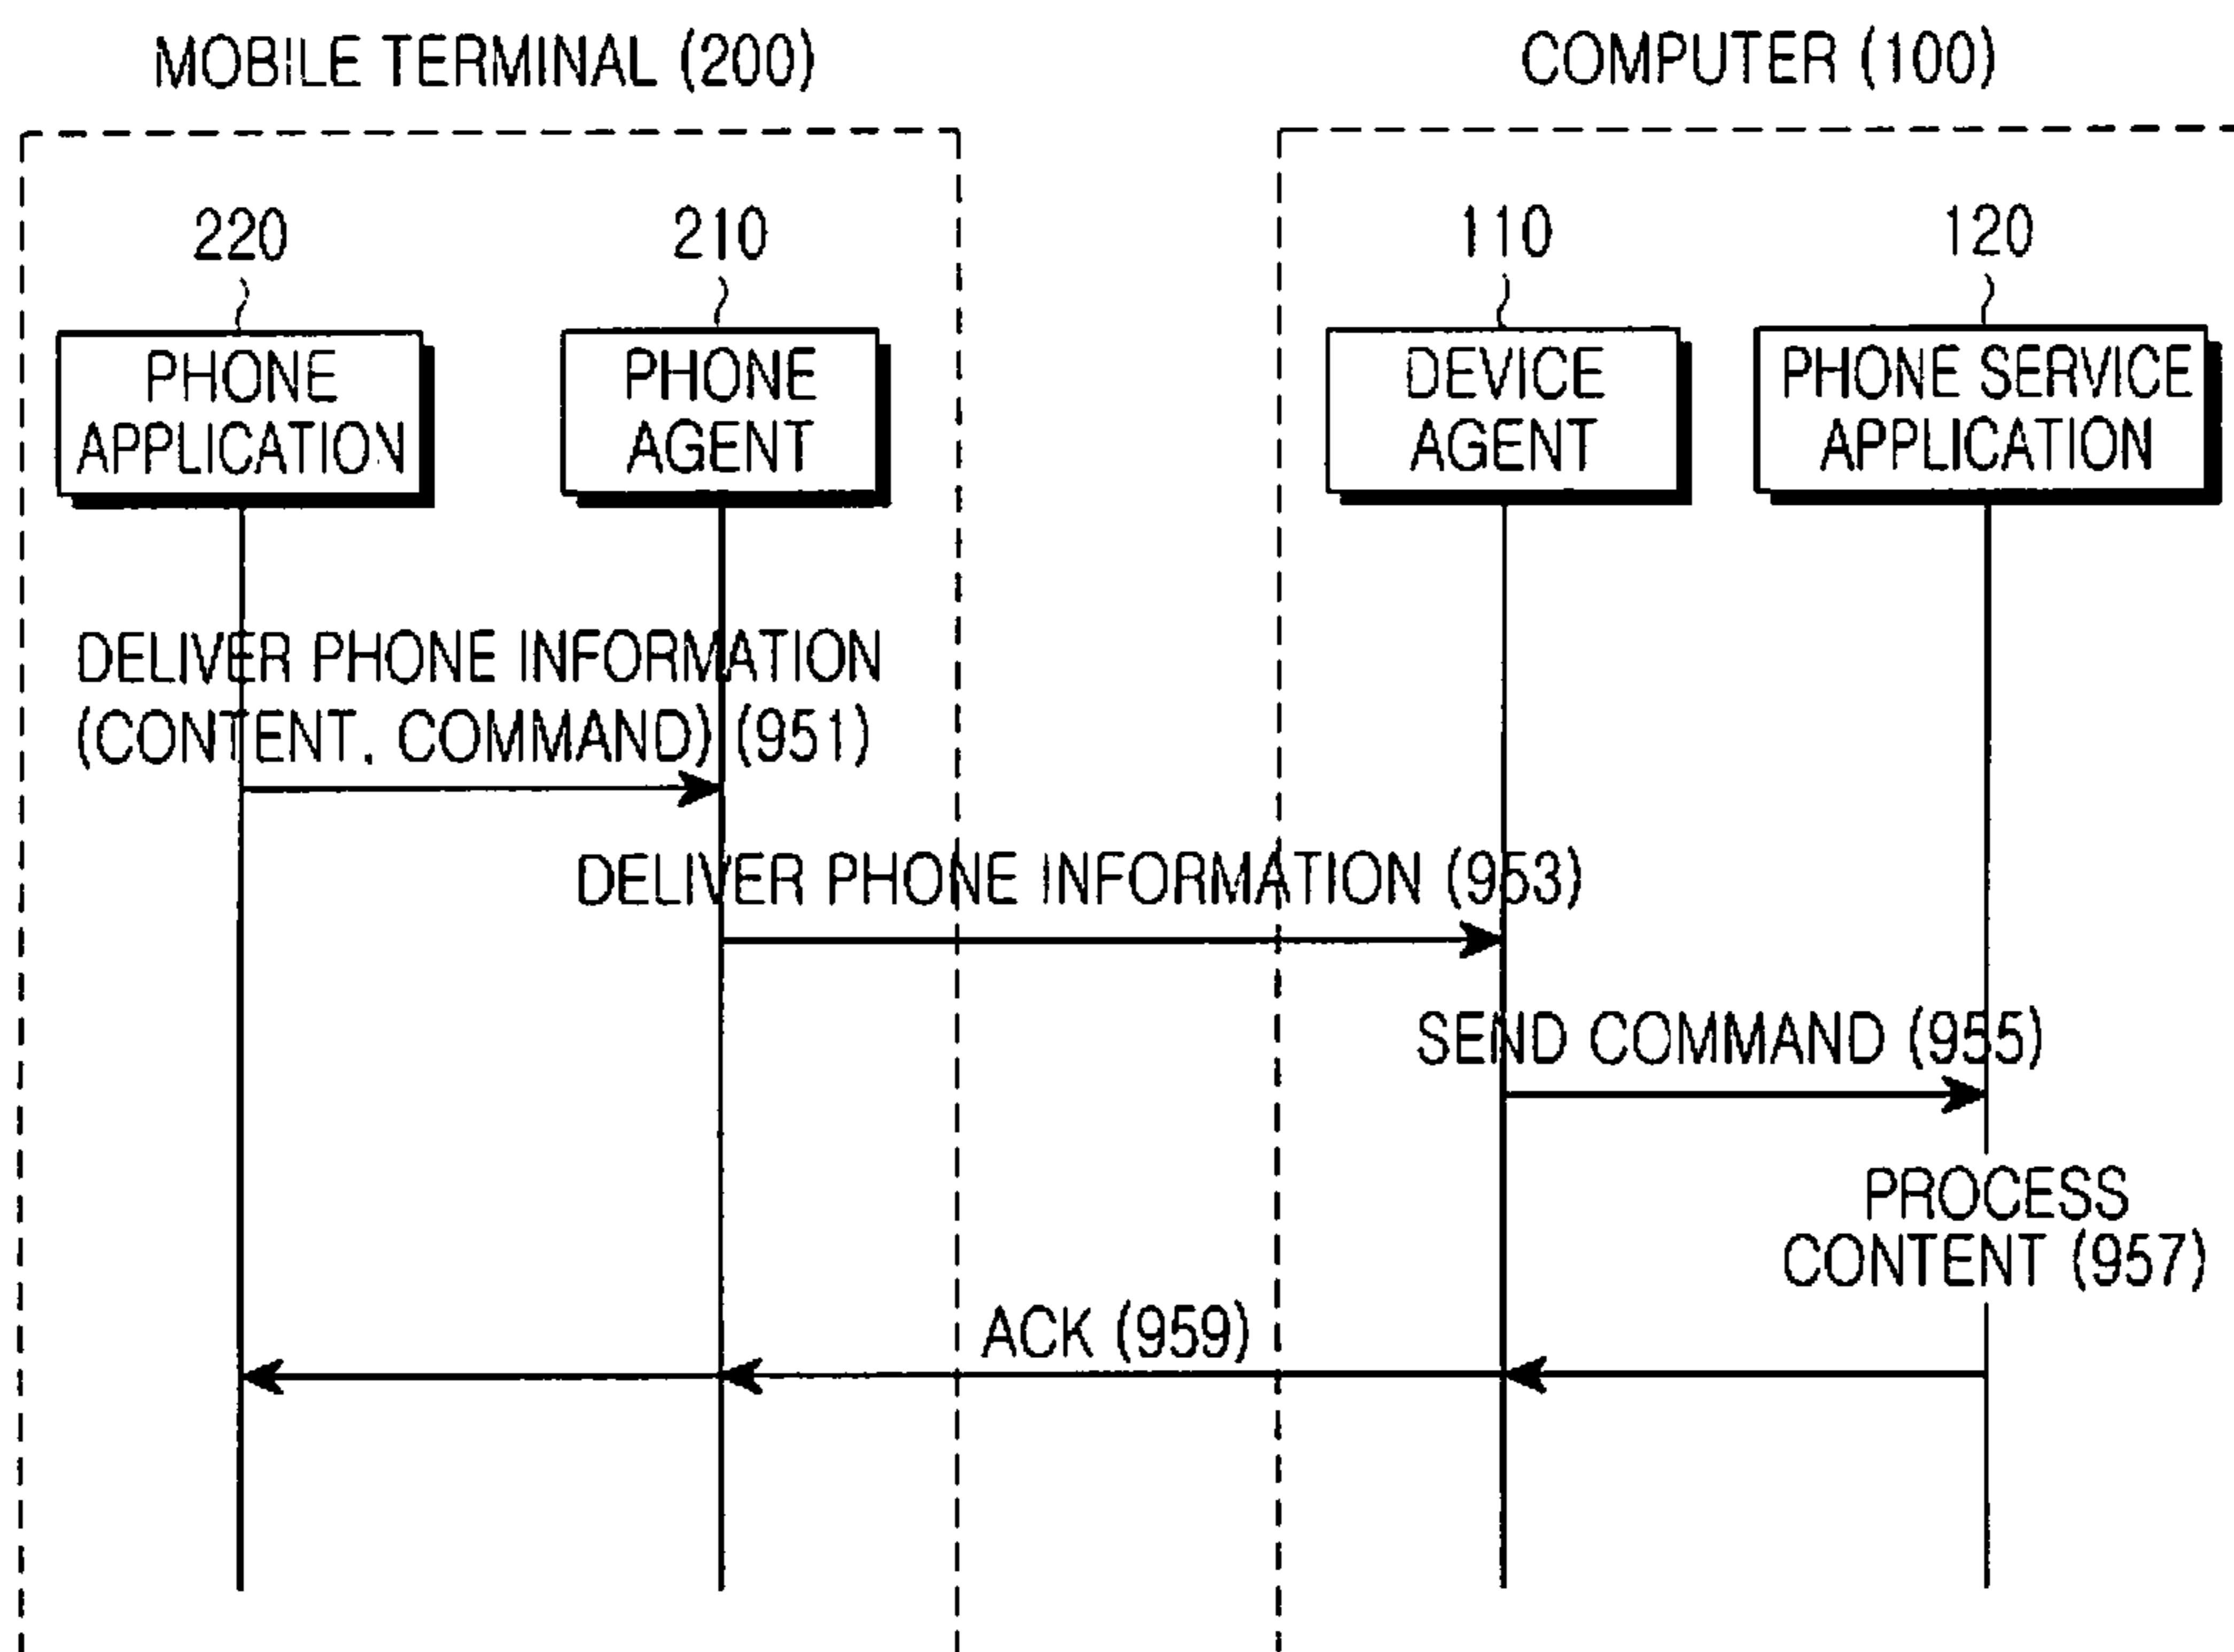 MOBILE TERMINAL (200)
COMPUTER (100)
220
210
110
120
PHONE
APPLICATION
PHONE
AGENT
DEVICE
AGENT
PHONE SERVICE
APPLICATION
DELIVER PHONE INFORMATION
(CONTENT, COMMAND) (951)
DELIVER PHONE INFORMATION (953)
SEND COMMAND (955)
PROCESS
CONTENT (957)
ACK (959)